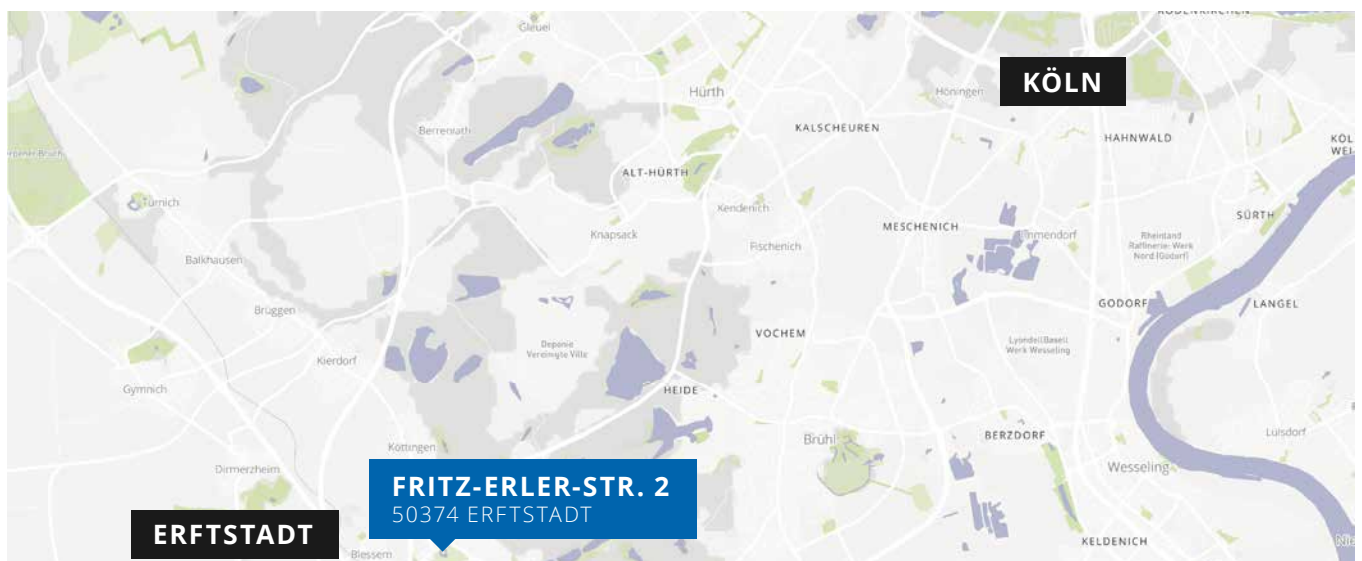 Gleuel
KÖLN
Hürth
Höningen
Berrenrath
KALSCHEUREN
HAHNWALD
ALT-HÜRTH
Türnich
Kendenich
SÜRTH
Knapsack
MESCHENICH
Immendorf
Rheinland
Raffinerie: Werk
Nord (Godorf)
Fischenich
Balkhausen
Brüggen
GODORF
LANGEL
VOCHEM
Deponie
Vereinigte Ville
LyondellBasell
Werk Wesseling
Kierdorf
Gymnich
HEIDE
Köttingen
Brühl
BERZDORF
Lülsdorf
Dirmerzheim
Wesseling
FRITZ-ERLER-STR. 2
50374 ERFTSTADT
ERFTSTADT
Blessem
KELDENICH